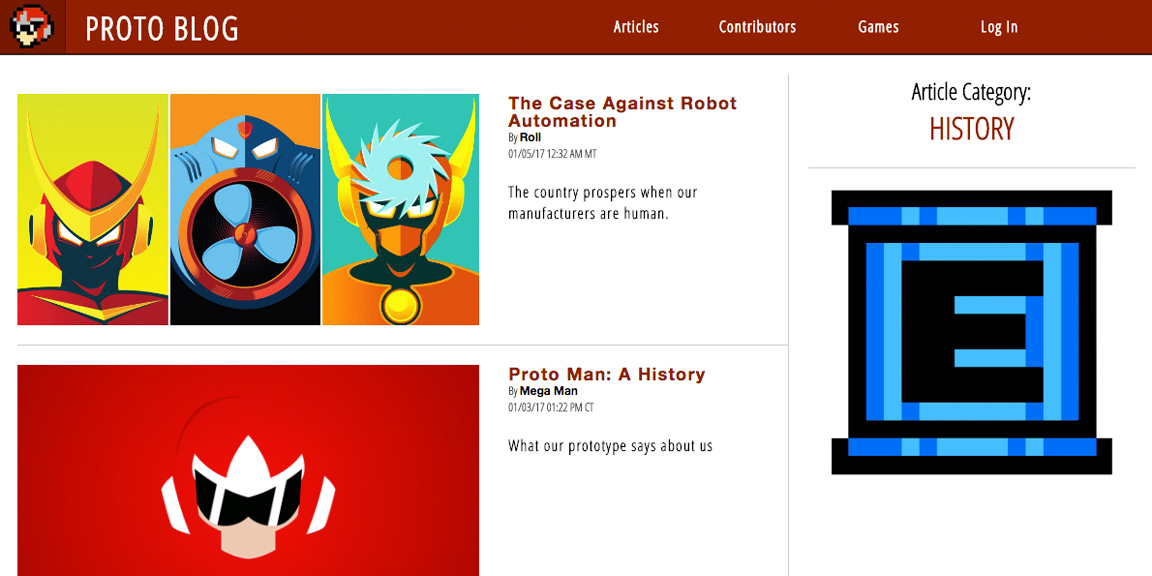 PROTO BLOG
Articles Contributors Games Log In
The Case Against Robot
Automation
By Roll
01/05/17 12:32 AM MT
The country prospers when our
manufacturers are human.
Proto Man: A History
By Mega Man
01/03/17 01:22 PM CT
What our prototype says about us
Article Category:
HISTORY
E